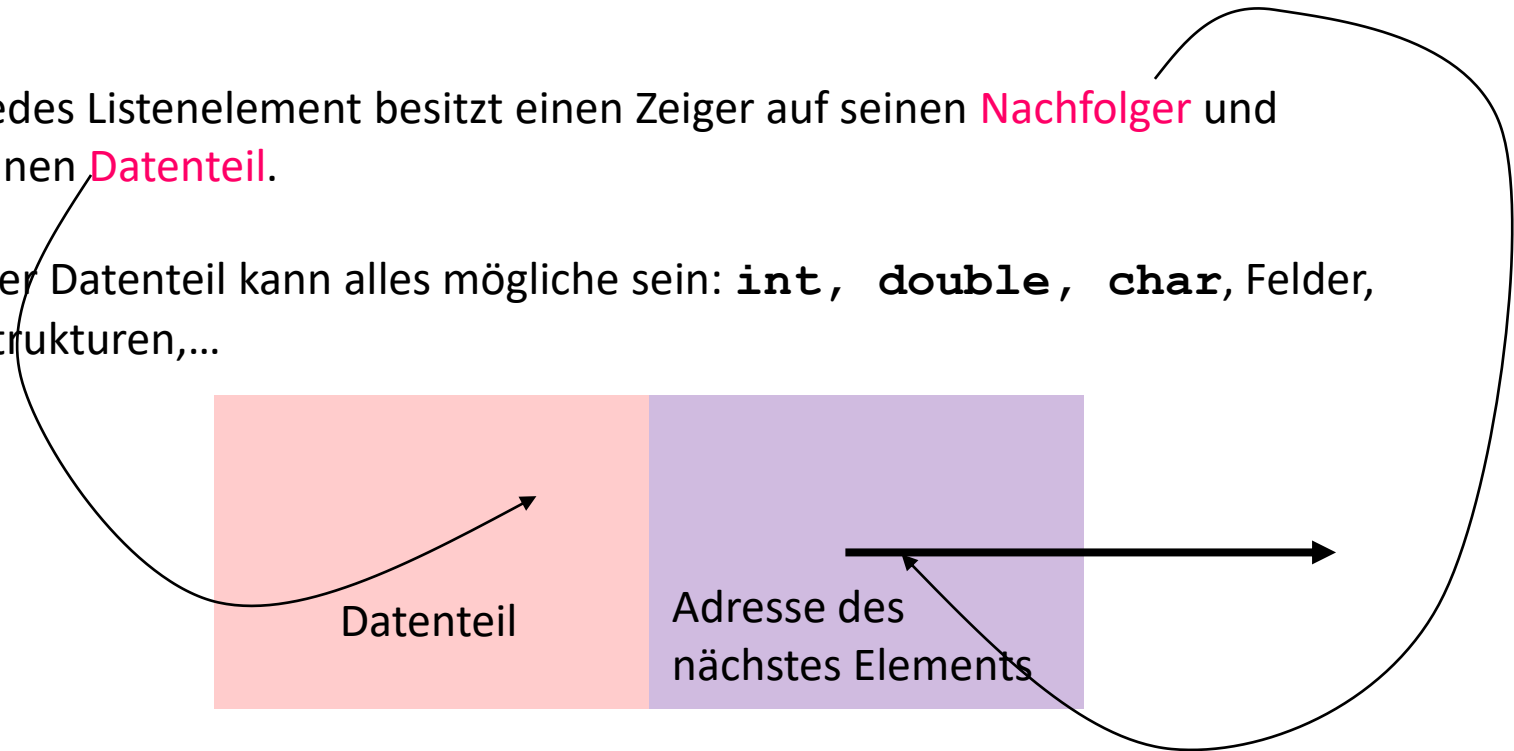 edes Listenelement besitzt einen Zeiger auf seinen Nachfolger und
nen Datenteil.
er Datenteil kann alles mögliche sein: int, double, char, Felder,
trukturen,…
Datenteil
Adresse des
nächstes Elements